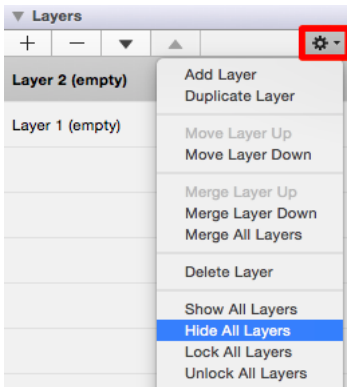 Layers
Layer 2 (empty)
Layer 1 (empty)
Add Layer
Duplicate Layer
Move Layer Up
Move Layer Down
Merge Layer Up
Merge Layer Down
Merge All Layers
Delete Layer
Show All Layers
Hide All Layers
Lock All Layers
Unlock All Layers